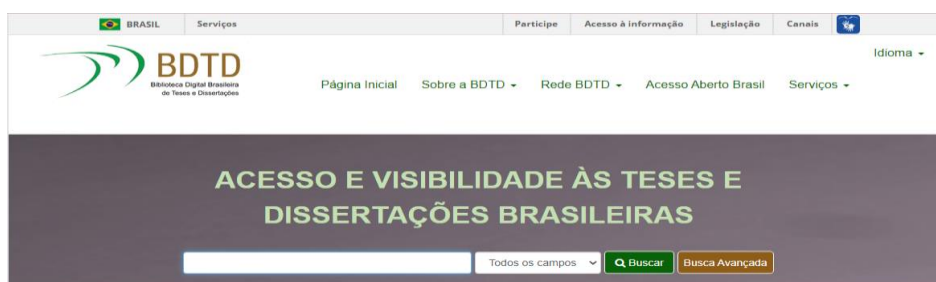 BRASIL Serviços Participe Acesso à informação Legislação Canais
Idioma
BDTD
Biblioteca Digital Brasileira
de Teses e Dissertações
Página Inicial Sobre a BDTD Rede BDTD Acesso Aberto Brasil Serviços
ACESSO E VISIBILIDADE ÀS TESES E
DISSERTAÇÕES BRASILEIRAS
Todos os campos Buscar Busca Avançada